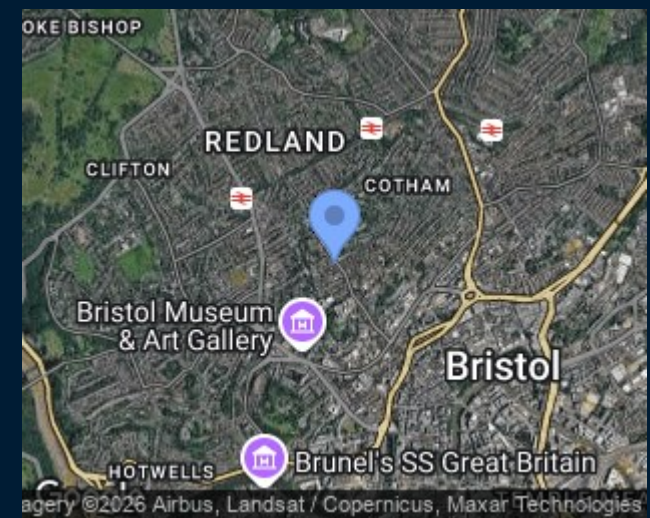 OKE BISHOP
REDLAND
CLIFTON
COTHAM
Bristol Museum
& Art Gallery
Bristol
HOTWELLS
Brunel's SS Great Britain
agery ©2026 Airbus, Landsat / Copernicus, Maxar Technologies